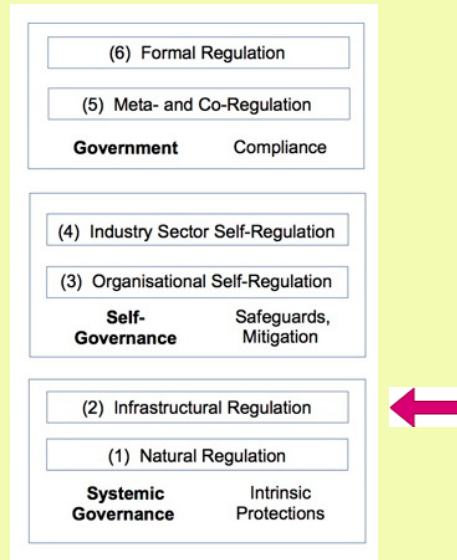 (6) Formal Regulation
(5) Meta- and Co-Regulation
Government Compliance
(4) Industry Sector Self-Regulation
(3) Organisational Self-Regulation
Self- Safeguards,
Governance Mitigation
(2) Infrastructural Regulation
(1) Natural Regulation
Systemic Intrinsic
Governance Protections